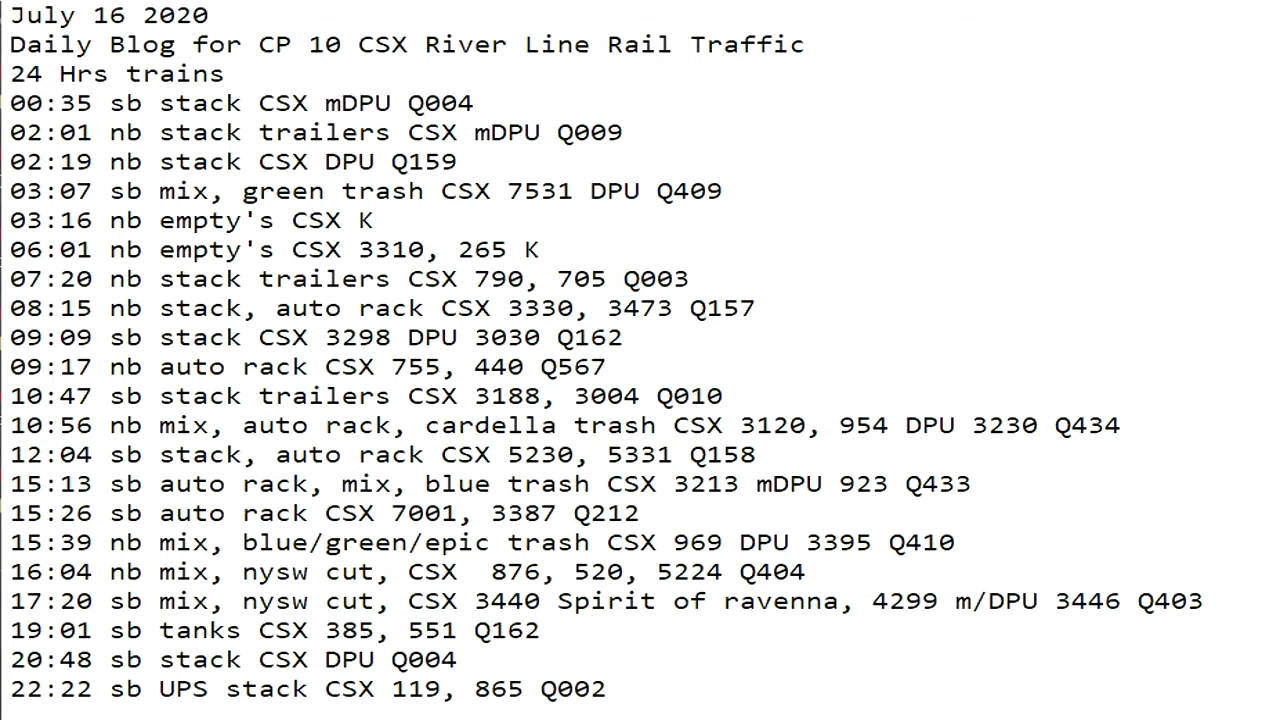 July 16 2020
Daily Blog for CP 10 CSX River Line Rail Traffic
24 Hrs trains
00:35 sb stack CSX mDPU Q004
02:01 nb stack trailers CSX mDPU Q009
02:19 nb stack CSX DPU Q159
03:07 sb mix, green trash CSX 7531 DPU Q409
03:16 nb empty's CSX K
06:01 nb empty's CSX 3310, 265 K
07:20 nb stack trailers CSX 790, 705 Q003
08:15 nb stack, auto rack CSX 3330, 3473 Q157
09:09 sb stack CSX 3298 DPU 3030 Q162
09:17 nb auto rack CSX 755, 440 Q567
10:47 sb stack trailers CSX 3188, 3004 Q010
10:56 nb mix, auto rack, cardella trash CSX 3120, 954 DPU 3230 Q434
12:04 sb stack, auto rack CSX 5230, 5331 Q158
15:13 sb auto rack, mix, blue trash CSX 3213 mDPU 923 Q433
15:26 sb auto rack CSX 7001, 3387 Q212
15:39 nb mix, blue/green/epic trash CSX 969 DPU 3395 Q410
16:04 nb mix, nysw cut, CSX  876, 520, 5224 Q404
17:20 sb mix, nysw cut, CSX 3440 Spirit of ravenna, 4299 m/DPU 3446 Q403
19:01 sb tanks CSX 385, 551 Q162
20:48 sb stack CSX DPU Q004
22:22 sb UPS stack CSX 119, 865 Q002